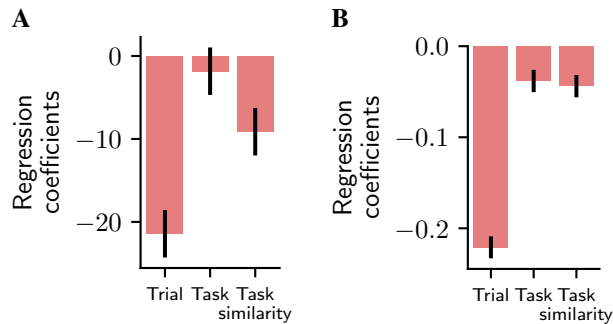 A
Regression
coefficients
0
−10
−20
Trial
Task
Task
similarity
B
Regression
coefficients
0.0
−0.1
−0.2
Trial
Task
Task
similarity